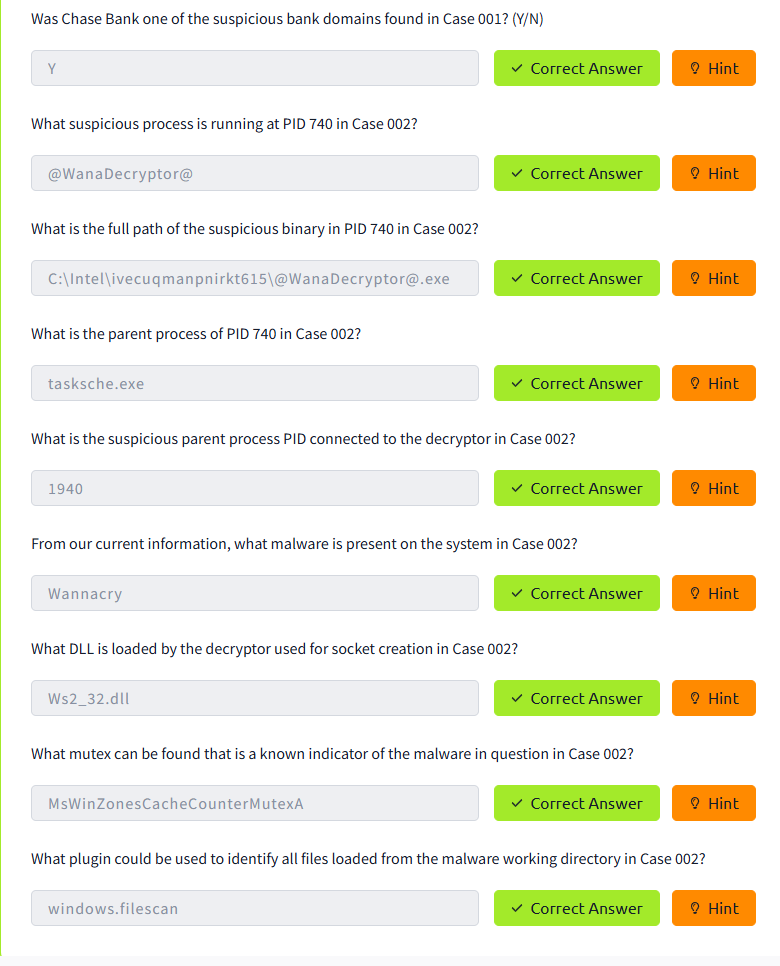 Was Chase Bank one of the suspicious bank domains found in Case 001? (Y/N)
Y
Correct Answer
Hint
What suspicious process is running at PID 740 in Case 002?
@WanaDecryptor@
Correct Answer
Hint
What is the full path of the suspicious binary in PID 740 in Case 002?
C:\Intel\ivecuqmanpnirkt615\@WanaDecryptor@.exe
Correct Answer
Hint
What is the parent process of PID 740 in Case 002?
tasksche.exe
Correct Answer
Hint
What is the suspicious parent process PID connected to the decryptor in Case 002?
1940
Correct Answer
Hint
From our current information, what malware is present on the system in Case 002?
Wannacry
Correct Answer
Hint
What DLL is loaded by the decryptor used for socket creation in Case 002?
Ws2_32.dll
Correct Answer
Hint
What mutex can be found that is a known indicator of the malware in question in Case 002?
MsWinZonesCacheCounterMutexA
Correct Answer
Hint
What plugin could be used to identify all files loaded from the malware working directory in Case 002?
windows.filescan
Correct Answer
Hint